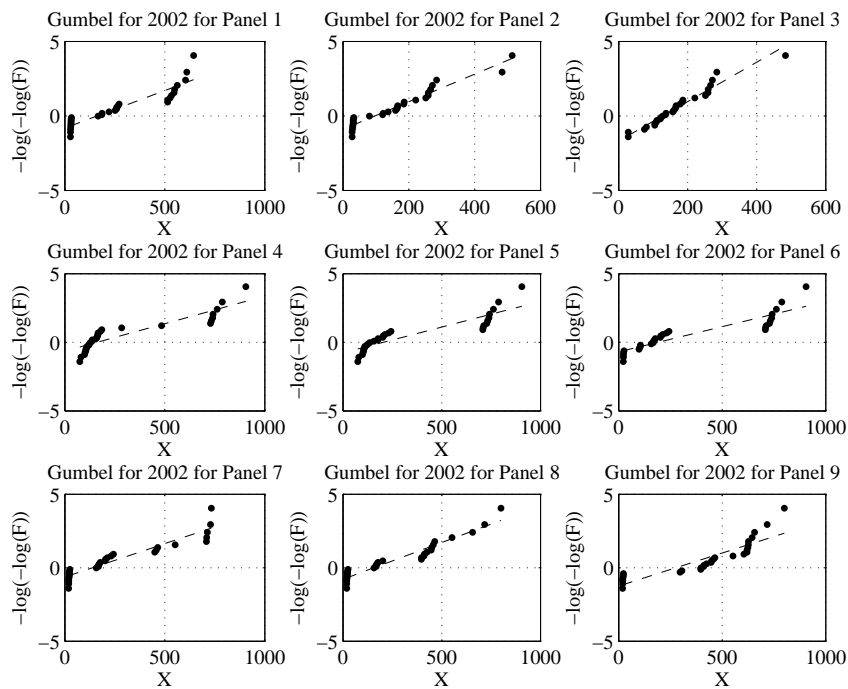 Gumbel for 2002 for Panel 1
5
0
−5
0
500
1000
X
−log(−log(F))
Gumbel for 2002 for Panel 2
5
0
−5
0
200
400
600
X
−log(−log(F))
Gumbel for 2002 for Panel 3
5
0
−5
0
200
400
600
X
−log(−log(F))
Gumbel for 2002 for Panel 4
5
0
−5
0
500
1000
X
−log(−log(F))
Gumbel for 2002 for Panel 5
5
0
−5
0
500
1000
X
−log(−log(F))
Gumbel for 2002 for Panel 6
5
0
−5
0
500
1000
X
−log(−log(F))
Gumbel for 2002 for Panel 7
5
0
−5
0
500
1000
X
−log(−log(F))
Gumbel for 2002 for Panel 8
5
0
−5
0
500
1000
X
−log(−log(F))
Gumbel for 2002 for Panel 9
5
0
−5
0
500
1000
X
−log(−log(F))